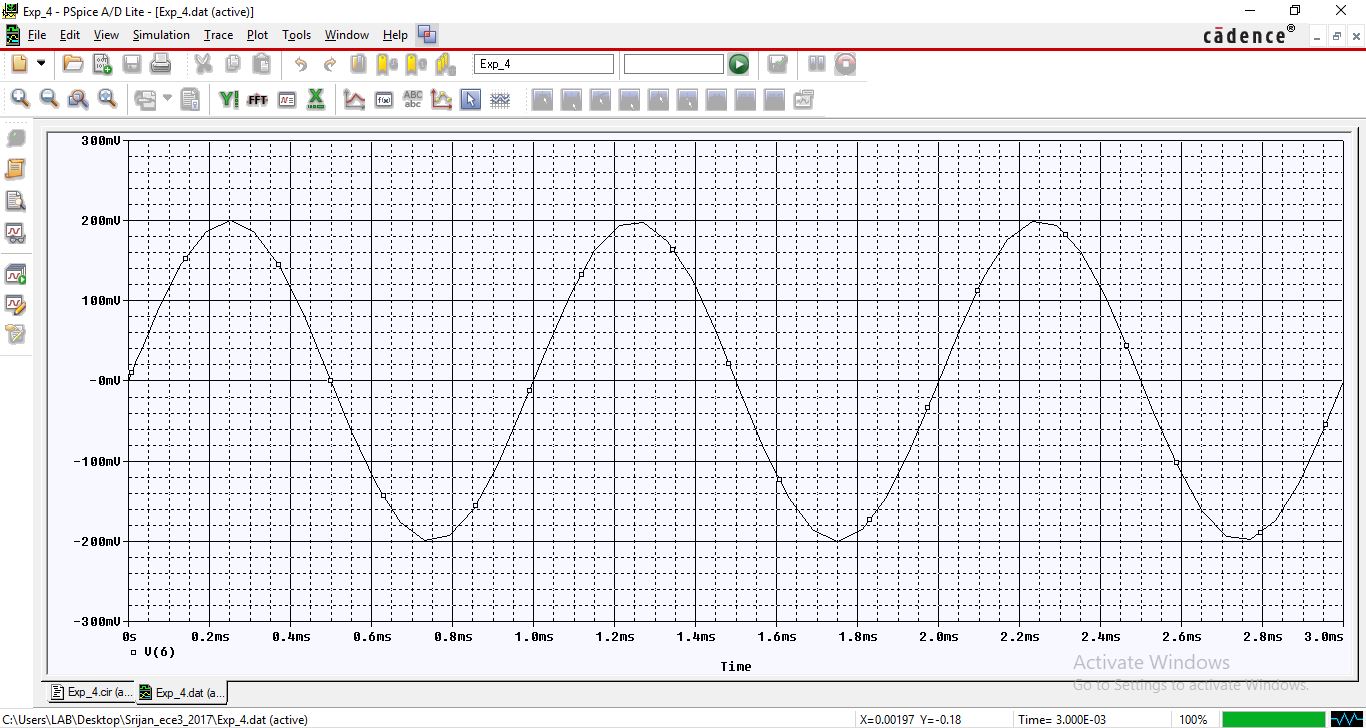 Exp_4 - PSpice A/D Lite - [Exp_4.dat (active)]
File Edit View Simulation Trace Plot Tools Window Help
cādence®
Exp_4
FFT
ABC
abc
300mV
200mV
100mV
-0mV
-100mV
-200mV
-300mV
0s 0.2ms 0.4ms 0.6ms 0.8ms 1.0ms 1.2ms 1.4ms 1.6ms 1.8ms 2.0ms 2.2ms 2.4ms 2.6ms 2.8ms 3.0ms
V(6)
Time
Activate Windows
Go to Settings to activate Windows.
Exp_4.cir (a... Exp_4.dat (a...
C:\Users\LAB\Desktop\Srijan_ece3_2017\Exp_4.dat (active) X=0.00197 Y=-0.18 Time= 3.000E-03 100%